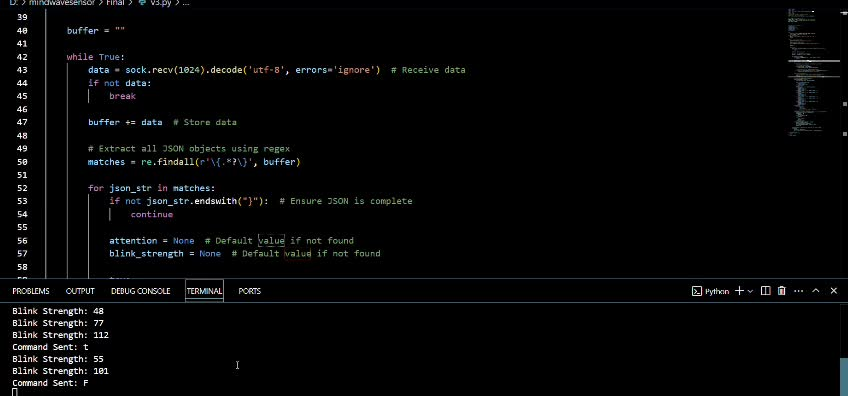 D: > mindwavesensor > Final > v3.py > ...
39
40 buffer = ""
41
42 while True:
43 data = sock.recv(1024).decode('utf-8', errors='ignore')  # Receive data
44 if not data:
45 break
46
47 buffer += data  # Store data
48
49 # Extract all JSON objects using regex
50 matches = re.findall(r'\{.*?\}', buffer)
51
52 for json_str in matches:
53 if not json_str.endswith("}"):  # Ensure JSON is complete
54 continue
55
56 attention = None  # Default value if not found
57 blink_strength = None  # Default value if not found
58
PROBLEMS OUTPUT DEBUG CONSOLE TERMINAL PORTS Python
Blink Strength: 48
Blink Strength: 77
Blink Strength: 112
Command Sent: t
Blink Strength: 55
Blink Strength: 101
Command Sent: F